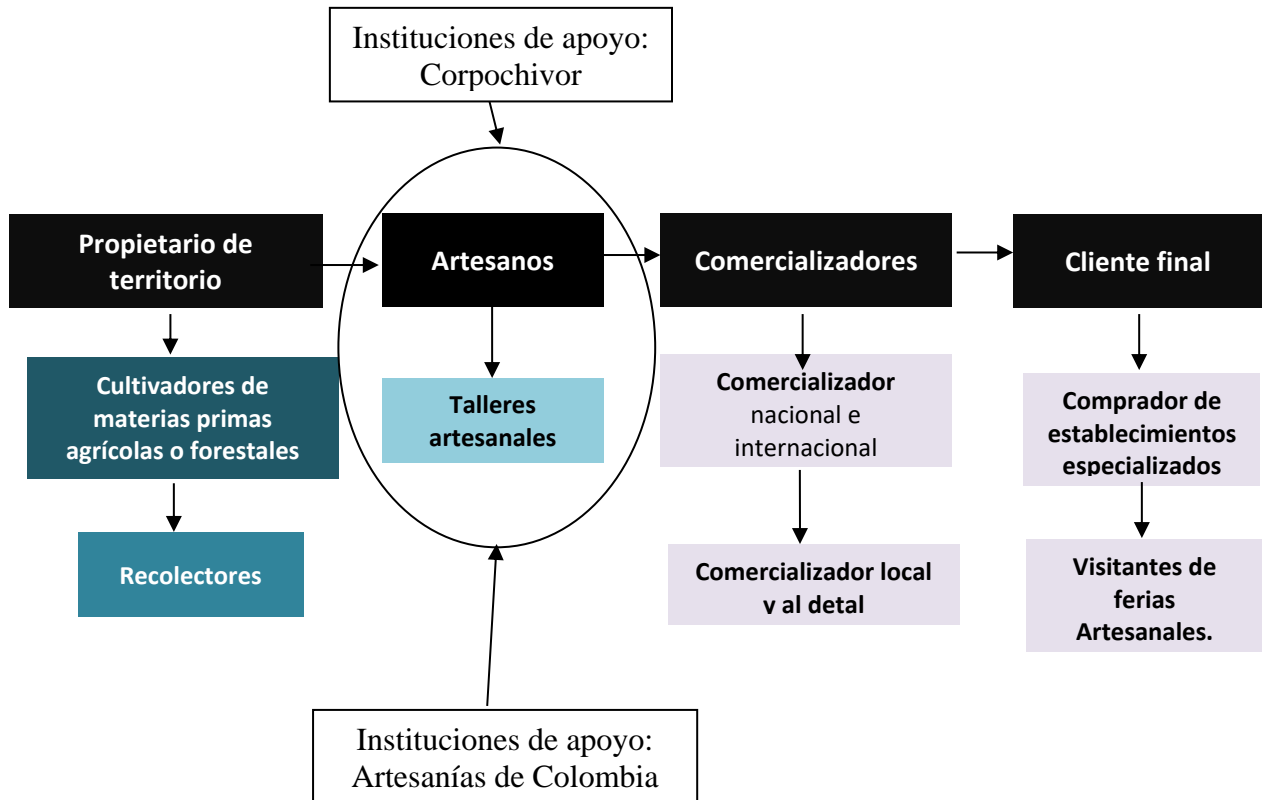 Instituciones de apoyo:
Corpochivor
Propietario de
territorio
Artesanos
Comercializadores
Cliente final
Cultivadores de
materias primas
agrícolas o forestales
Talleres
artesanales
Comercializador
nacional e
internacional
Comprador de
establecimientos
especializados
Recolectores
Comercializador local
y al detal
Visitantes de
ferias
Artesanales.
Instituciones de apoyo:
Artesanías de Colombia